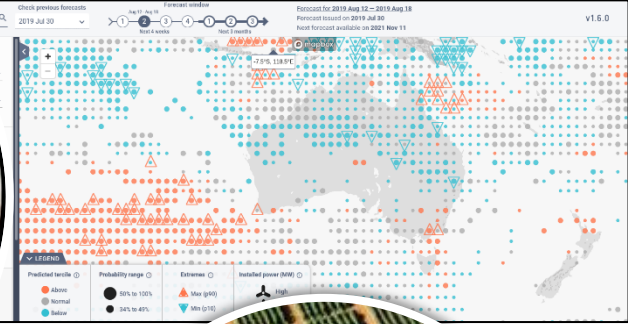 Check previous forecasts
2019 Jul 30
Forecast window
Aug 12 - Aug 18
1 2 3 4 1 2 3
Next 4 weeks
Next 3 months
Forecast for 2019 Aug 12 — 2019 Aug 18
Forecast issued on 2019 Jul 30
Next forecast available on 2021 Nov 11
v1.6.0
mapbox
+
-7.5°S, 118.5°E
−
LEGEND
Predicted tercile
Above
Normal
Below
Probability range
50% to 100%
34% to 40%
Extremes
Max (p90)
Min (p10)
Installed power (MW)
High